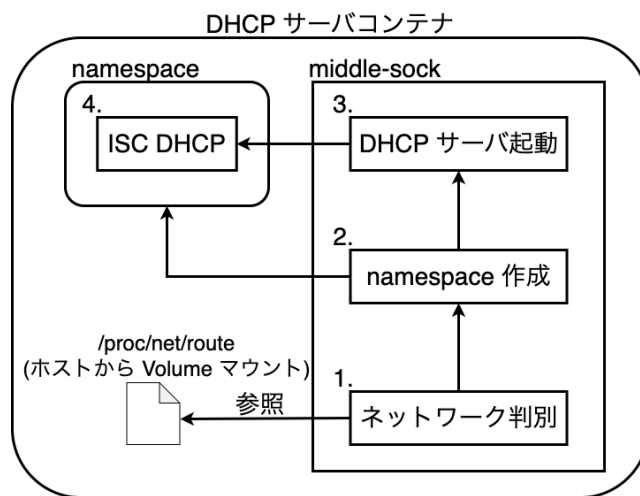 DHCP サーバコンテナ
namespace
middle-sock
4.
ISC DHCP
3.
DHCP サーバ起動
2.
namespace 作成
/proc/net/route
(ホストから Volume マウント)
参照
1.
ネットワーク判別